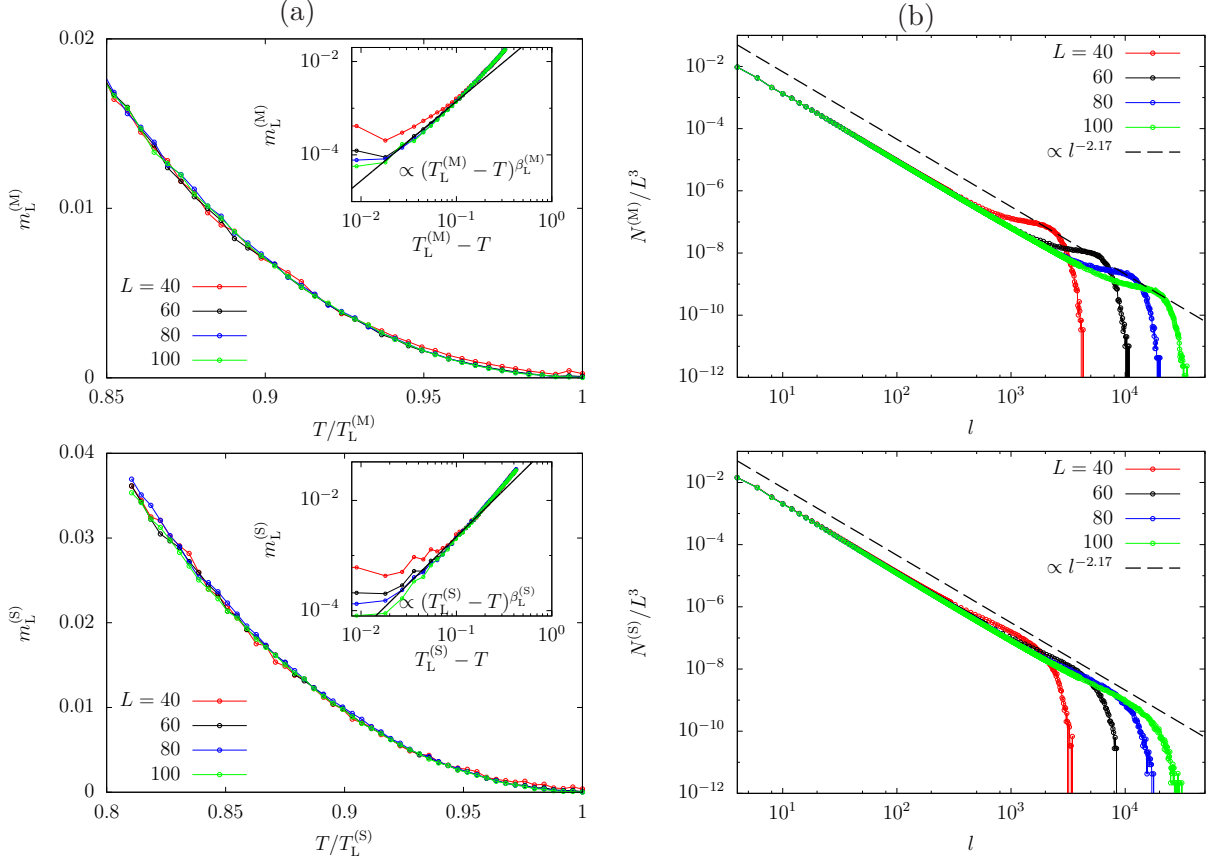 (a)
0.02
0.01
0
m_L^(M)
0.85
0.9
0.95
1
T/T_L^(M)
L = 40
60
80
100
10^-2
10^-4
m_L^(M)
10^-2
10^-1
10^0
T_L^(M) − T
∝ (T_L^(M) − T)^β_L^(M)
(b)
10^-2
10^-4
10^-6
10^-8
10^-10
10^-12
N^(M)/L^3
10^1
10^2
10^3
10^4
l
L = 40
60
80
100
∝ l^-2.17
0.04
0.03
0.02
0.01
0
m_L^(S)
0.8
0.85
0.9
0.95
1
T/T_L^(S)
L = 40
60
80
100
10^-2
10^-4
m_L^(S)
10^-2
10^-1
10^0
T_L^(S) − T
∝ (T_L^(S) − T)^β_L^(S)
10^-2
10^-4
10^-6
10^-8
10^-10
10^-12
N^(S)/L^3
10^1
10^2
10^3
10^4
l
L = 40
60
80
100
∝ l^-2.17